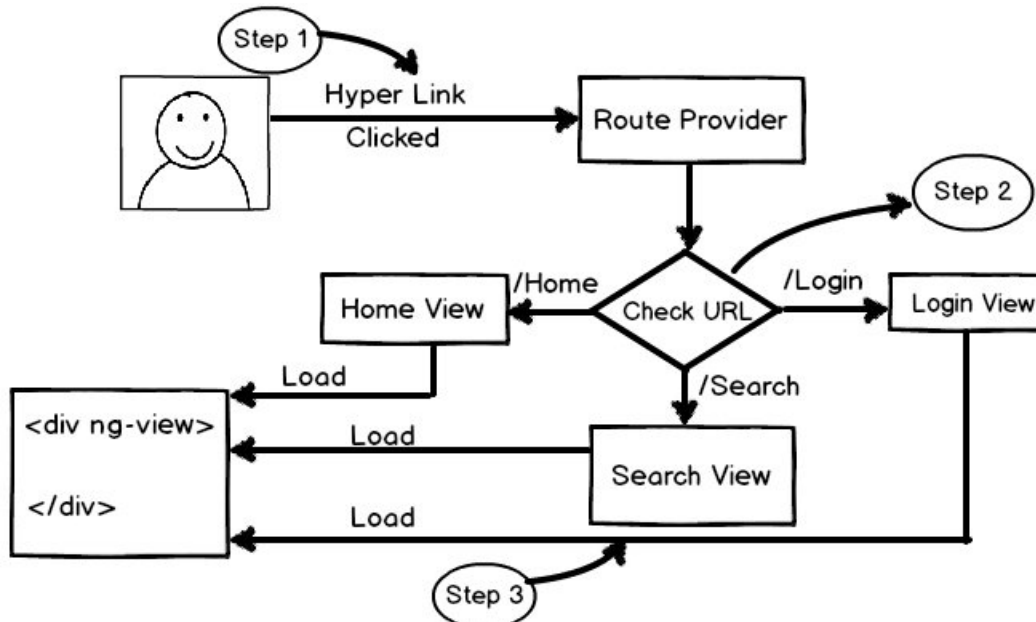 Step 1
Hyper Link
Clicked
Route Provider
Step 2
/Home
/Login
Home View
Check URL
Login View
Load
/Search
<div ng-view>
Load
Search View
</div>
Load
Step 3